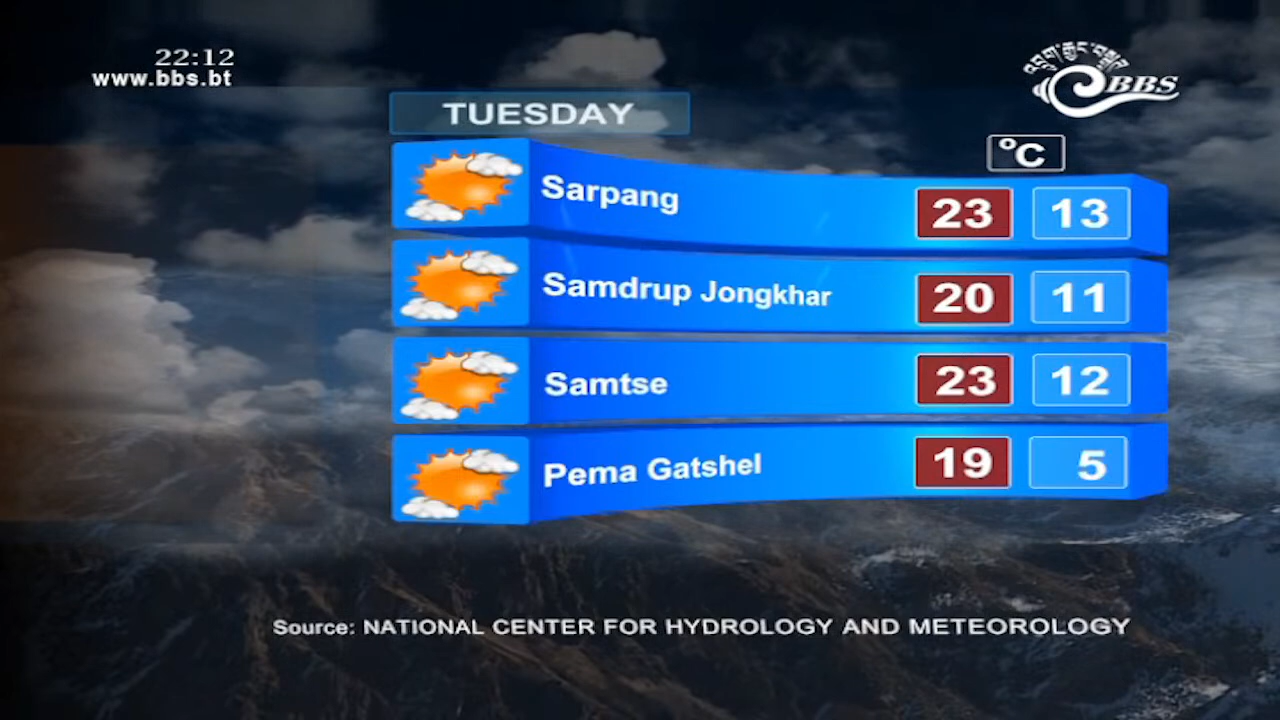 22:12
www.bbs.bt
BBS
TUESDAY
°C
Sarpang 23 13
Samdrup Jongkhar 20 11
Samtse 23 12
Pema Gatshel 19 5
Source: NATIONAL CENTER FOR HYDROLOGY AND METEOROLOGY